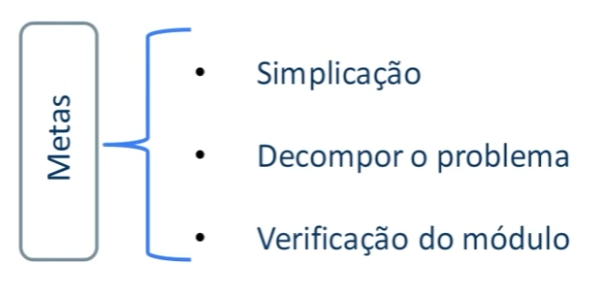 Metas
• Simplicação
• Decompor o problema
• Verificação do módulo